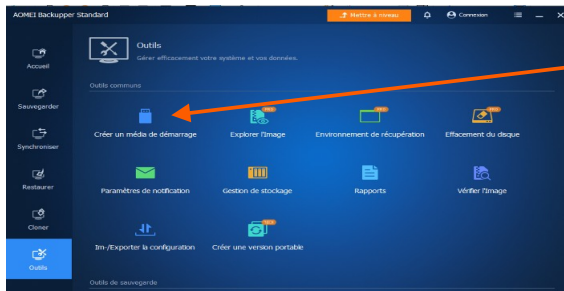 AOMEI Backupper Standard
Mettre à niveau
Connexion
Outils
Gérer efficacement votre système et vos données.
Accueil
Sauvegarder
Synchroniser
Restaurer
Cloner
Outils
Outils communs
Créer un média de démarrage
Explorer l'Image
Environnement de récupération
Effacement du disque
Paramètres de notification
Gestion de stockage
Rapports
Vérifier l'Image
Im-/Exporter la configuration
Créer une version portable
Outils de sauvegarde